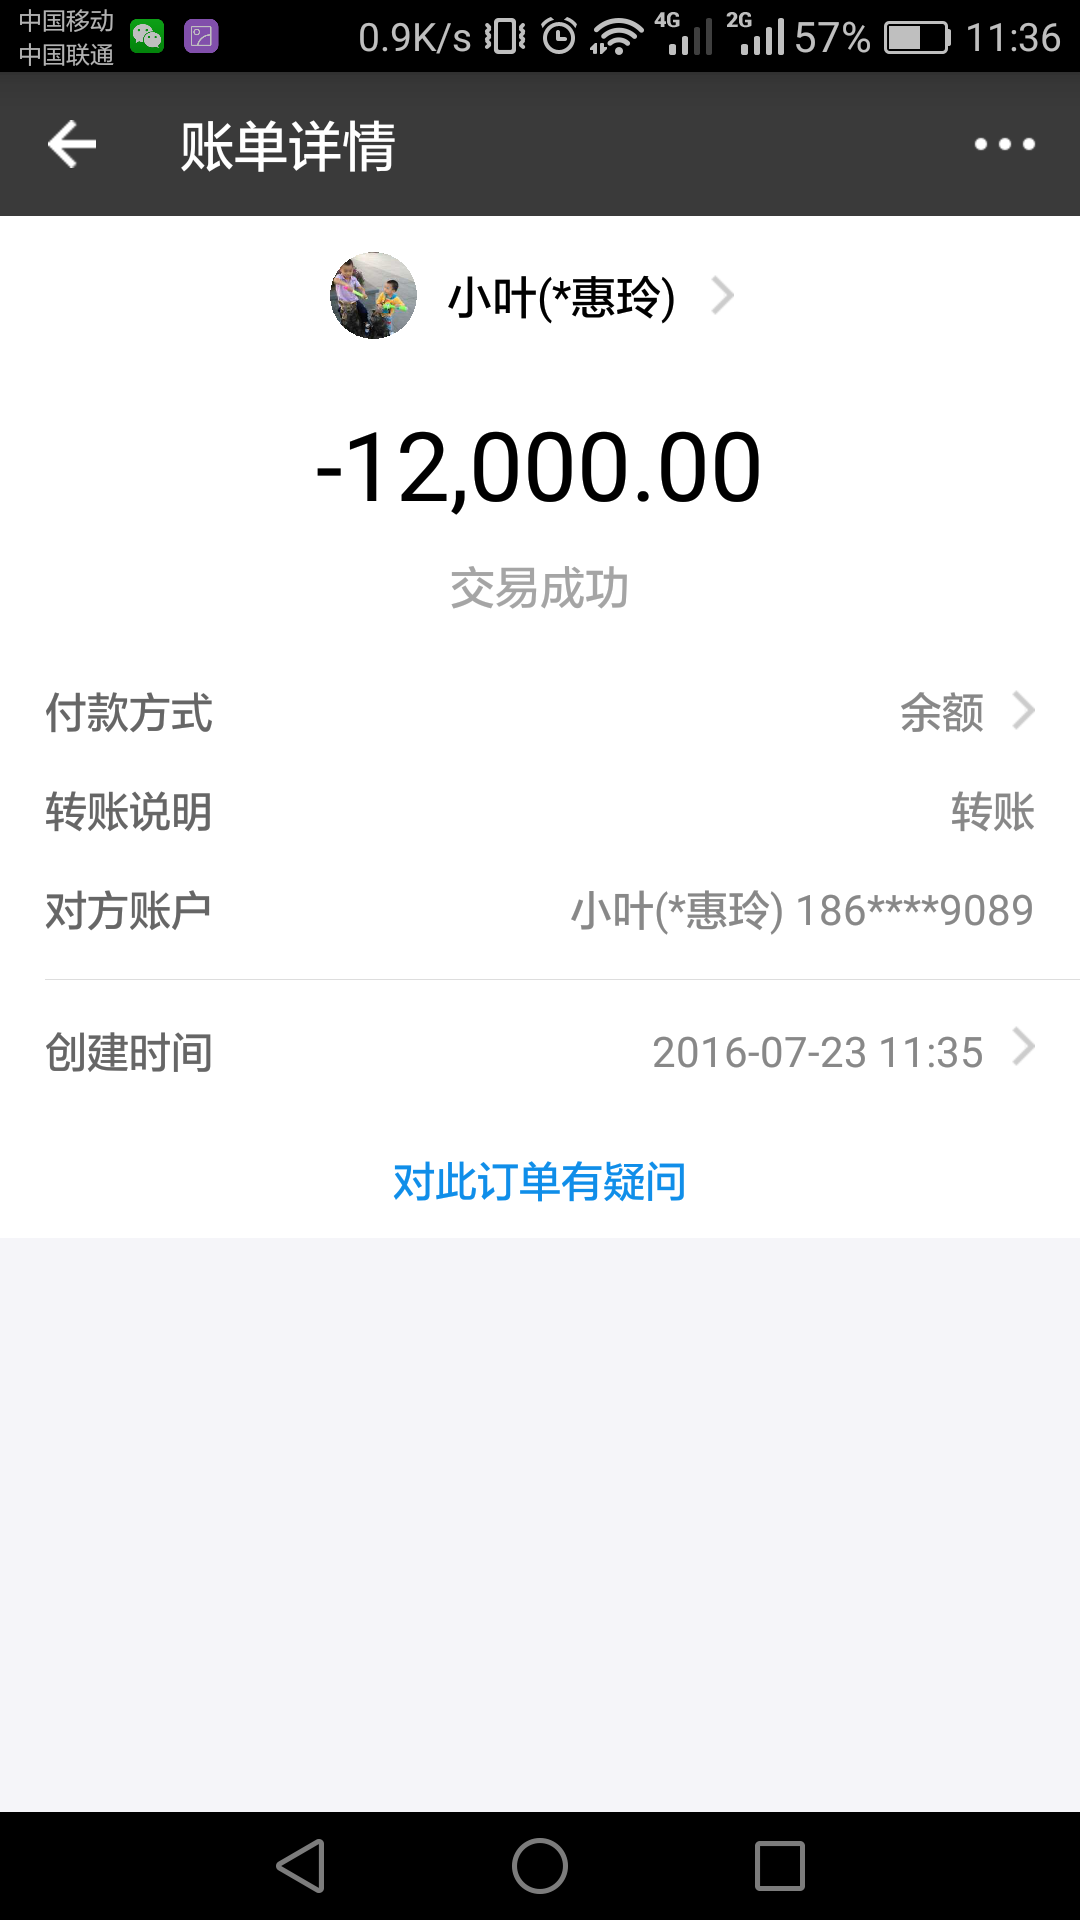 中国移动
中国联通
0.9K/s 4G 2G 57% 11:36
账单详情
小叶(*惠玲)
-12,000.00
交易成功
付款方式 余额
转账说明 转账
对方账户 小叶(*惠玲) 186****9089
创建时间 2016-07-23 11:35
对此订单有疑问